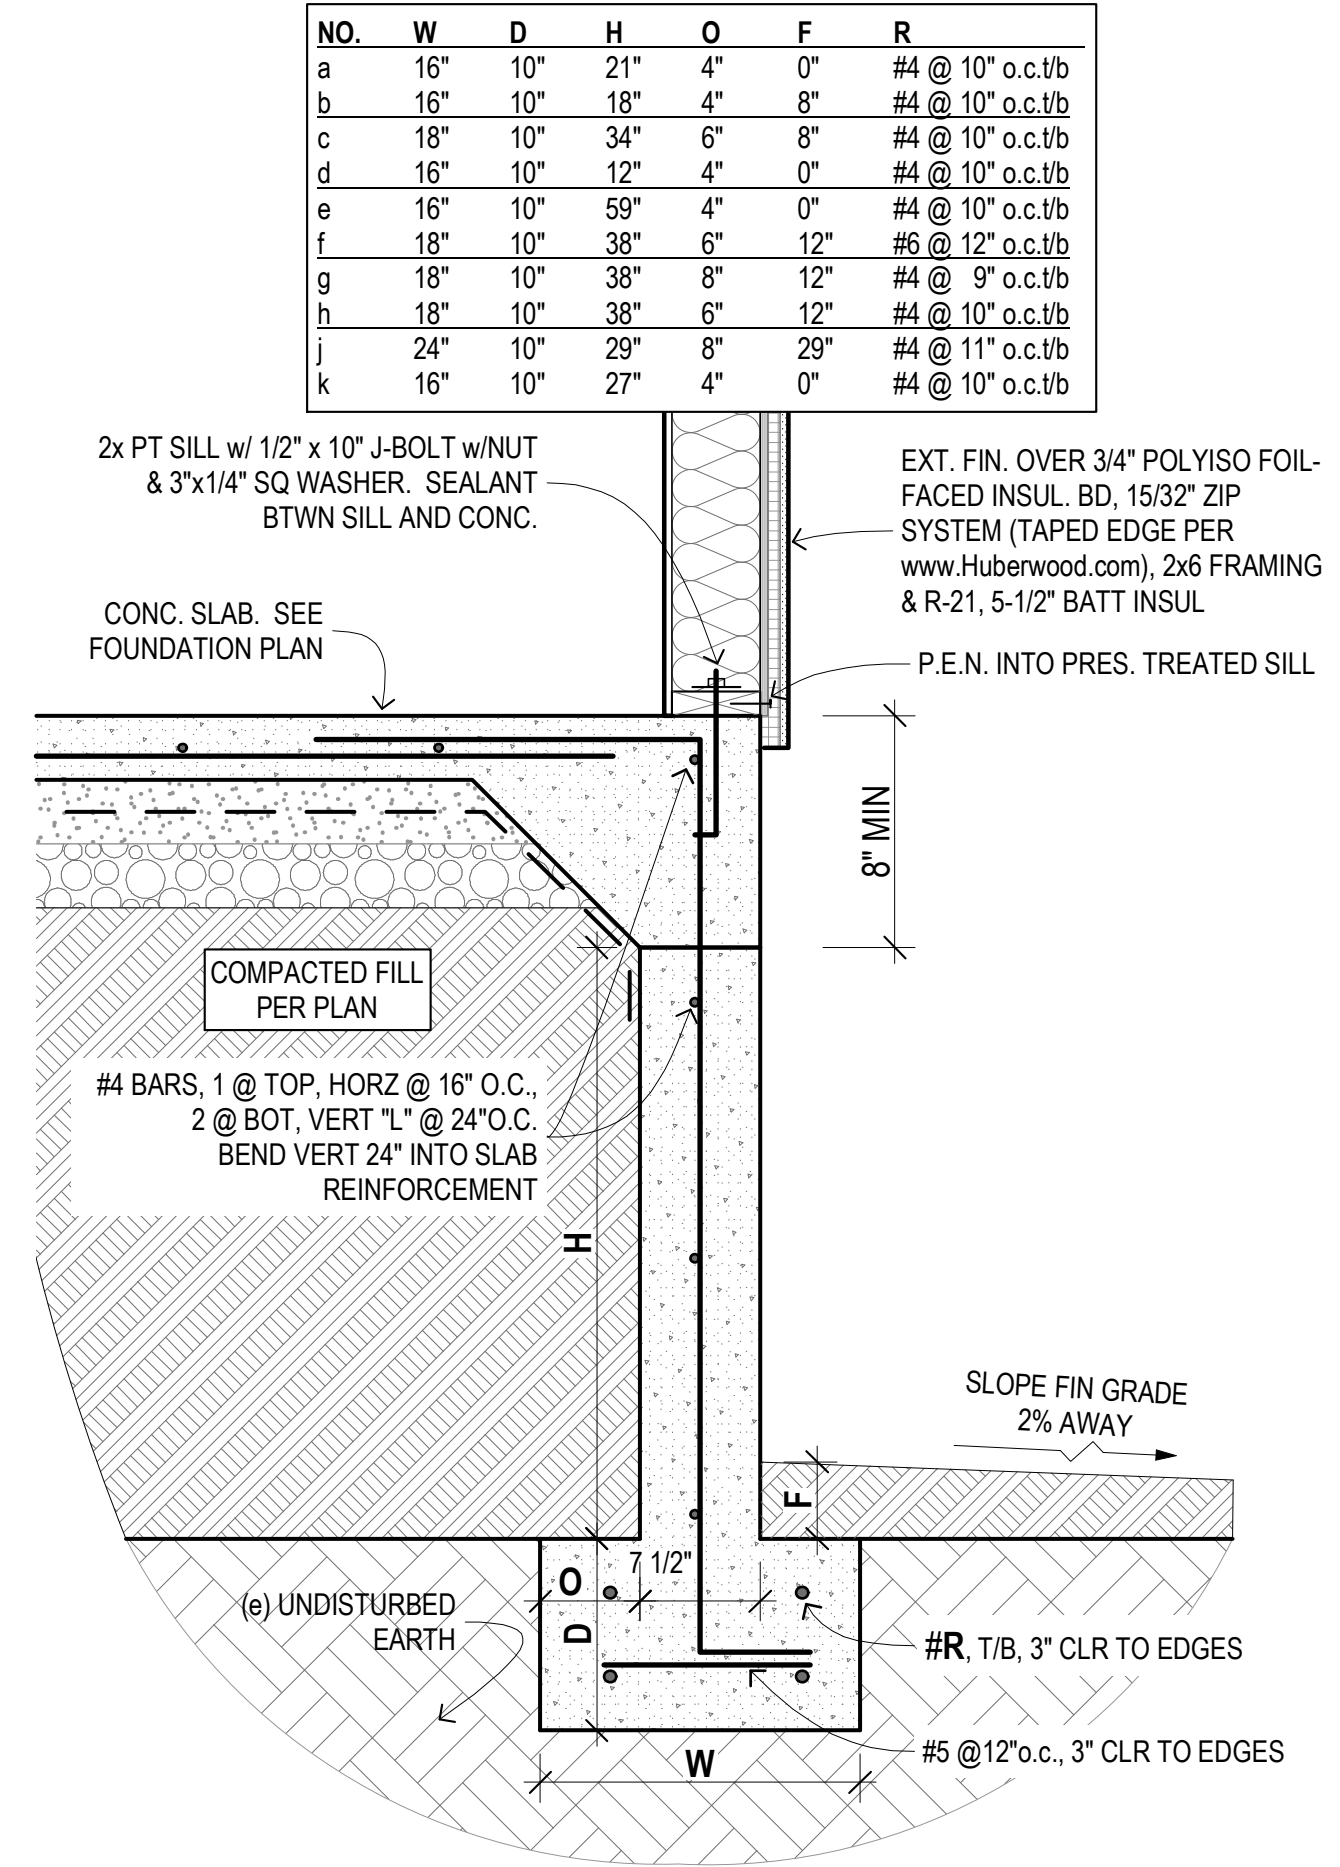 NO. W D H O F R
a 16" 10" 21" 4" 0" #4 @ 10" o.c.t/b
b 16" 10" 18" 4" 8" #4 @ 10" o.c.t/b
c 18" 10" 34" 6" 8" #4 @ 10" o.c.t/b
d 16" 10" 12" 4" 0" #4 @ 10" o.c.t/b
e 16" 10" 59" 4" 0" #4 @ 10" o.c.t/b
f 18" 10" 38" 6" 12" #6 @ 12" o.c.t/b
g 18" 10" 38" 8" 12" #4 @ 9" o.c.t/b
h 18" 10" 38" 6" 12" #4 @ 10" o.c.t/b
j 24" 10" 29" 8" 29" #4 @ 11" o.c.t/b
k 16" 10" 27" 4" 0" #4 @ 10" o.c.t/b
2x PT SILL w/ 1/2" x 10" J-BOLT w/NUT
& 3"x1/4" SQ WASHER. SEALANT
BTWN SILL AND CONC.
EXT. FIN. OVER 3/4" POLYISO FOIL-
FACED INSUL. BD, 15/32" ZIP
SYSTEM (TAPED EDGE PER
www.Huberwood.com), 2x6 FRAMING
& R-21, 5-1/2" BATT INSUL
CONC. SLAB. SEE
FOUNDATION PLAN
P.E.N. INTO PRES. TREATED SILL
8" MIN
COMPACTED FILL
PER PLAN
#4 BARS, 1 @ TOP, HORZ @ 16" O.C.,
2 @ BOT, VERT "L" @ 24"O.C.
BEND VERT 24" INTO SLAB
REINFORCEMENT
H
SLOPE FIN GRADE
2% AWAY
F
7 1/2"
O
D
(e) UNDISTURBED
EARTH
#R, T/B, 3" CLR TO EDGES
#5 @12"o.c., 3" CLR TO EDGES
W